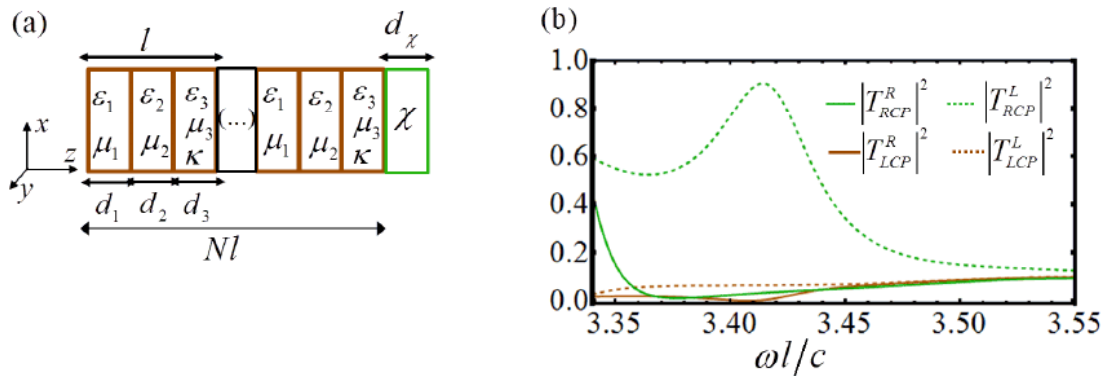 (a)
l
d_χ
ε₁ ε₂ ε₃ (...) ε₁ ε₂ ε₃ χ
μ₁ μ₂ μ₃ μ₁ μ₂ μ₃
κ κ
x
z
y
d₁ d₂ d₃
Nl
(b)
1.0
0.8
0.6
0.4
0.2
0.0
|T^R_RCP|² |T^L_RCP|²
|T^R_LCP|² |T^L_LCP|²
3.35 3.40 3.45 3.50 3.55
ωl/c